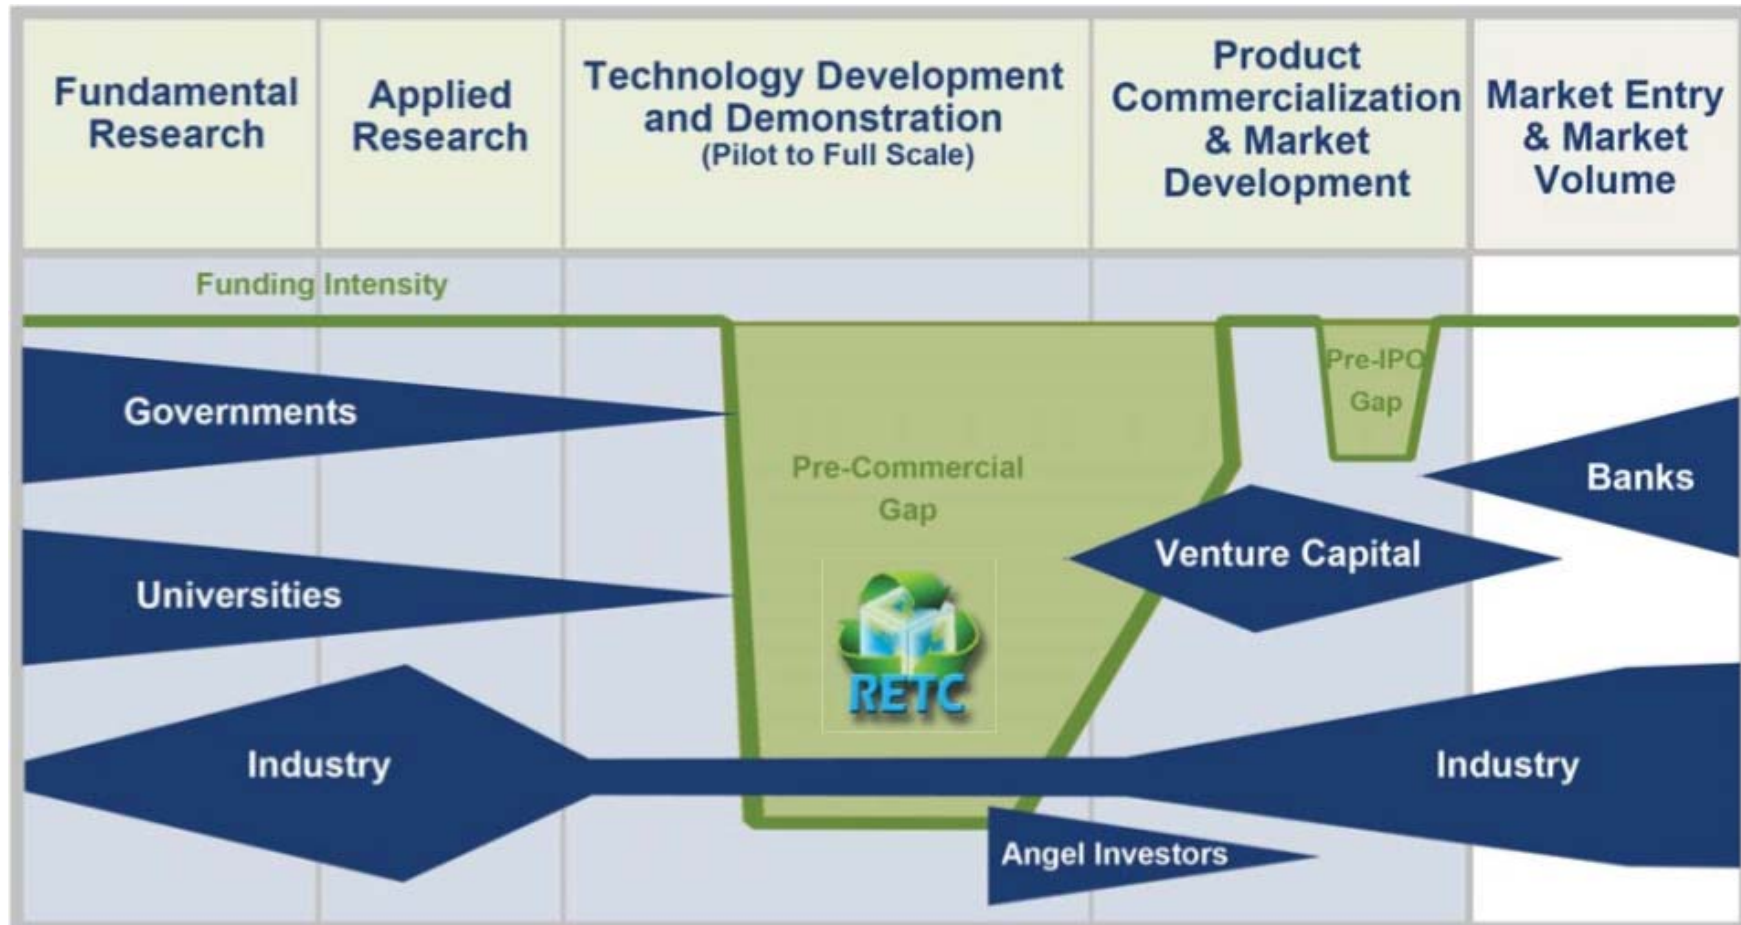 Fundamental
Research
Applied
Research
Technology Development
and Demonstration
(Pilot to Full Scale)
Product
Commercialization
& Market
Development
Market Entry
& Market
Volume
Funding Intensity
Governments
Pre-IPO
Gap
Pre-Commercial
Gap
Banks
Venture Capital
Universities
RETC
Industry
Industry
Angel Investors